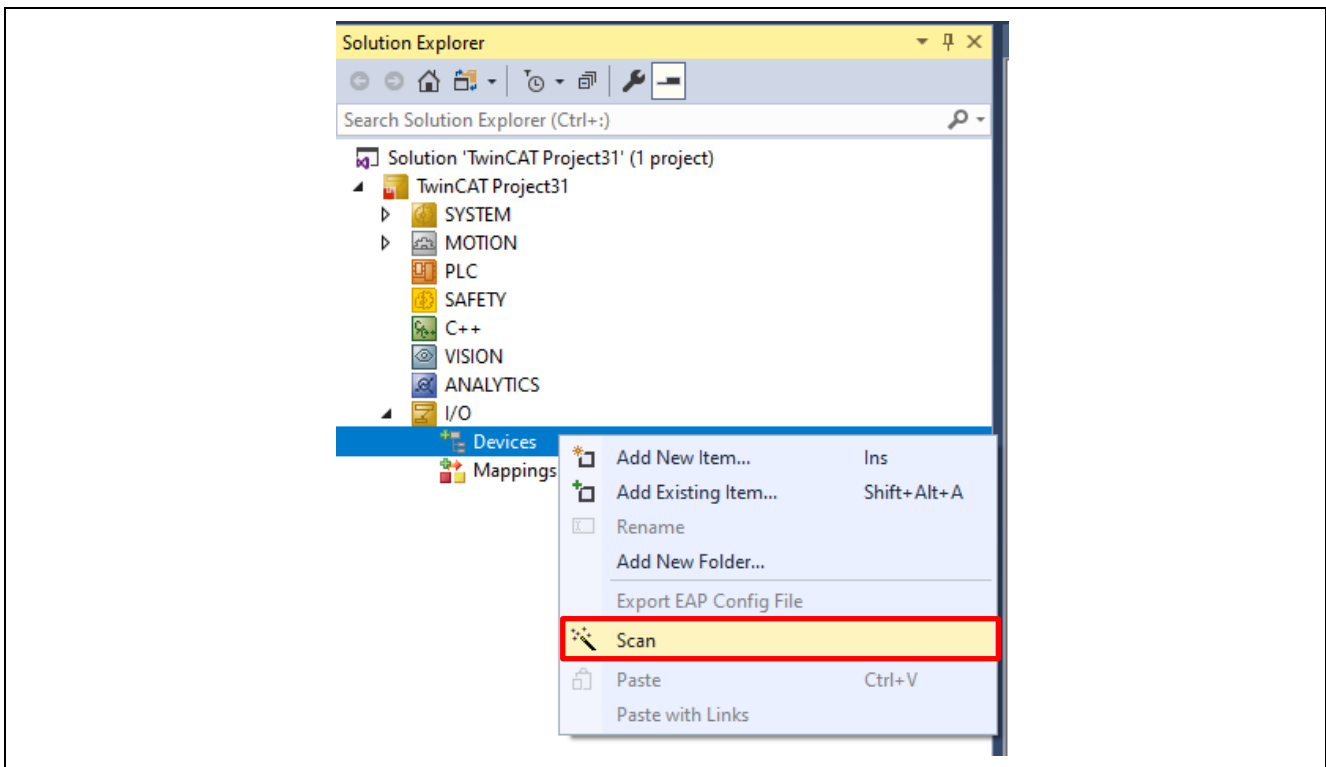 Solution Explorer
Search Solution Explorer (Ctrl+:)
Solution 'TwinCAT Project31' (1 project)
TwinCAT Project31
SYSTEM
MOTION
PLC
SAFETY
C++
VISION
ANALYTICS
I/O
Devices
Mappings
Add New Item... Ins
Add Existing Item... Shift+Alt+A
Rename
Add New Folder...
Export EAP Config File
Scan
Paste Ctrl+V
Paste with Links